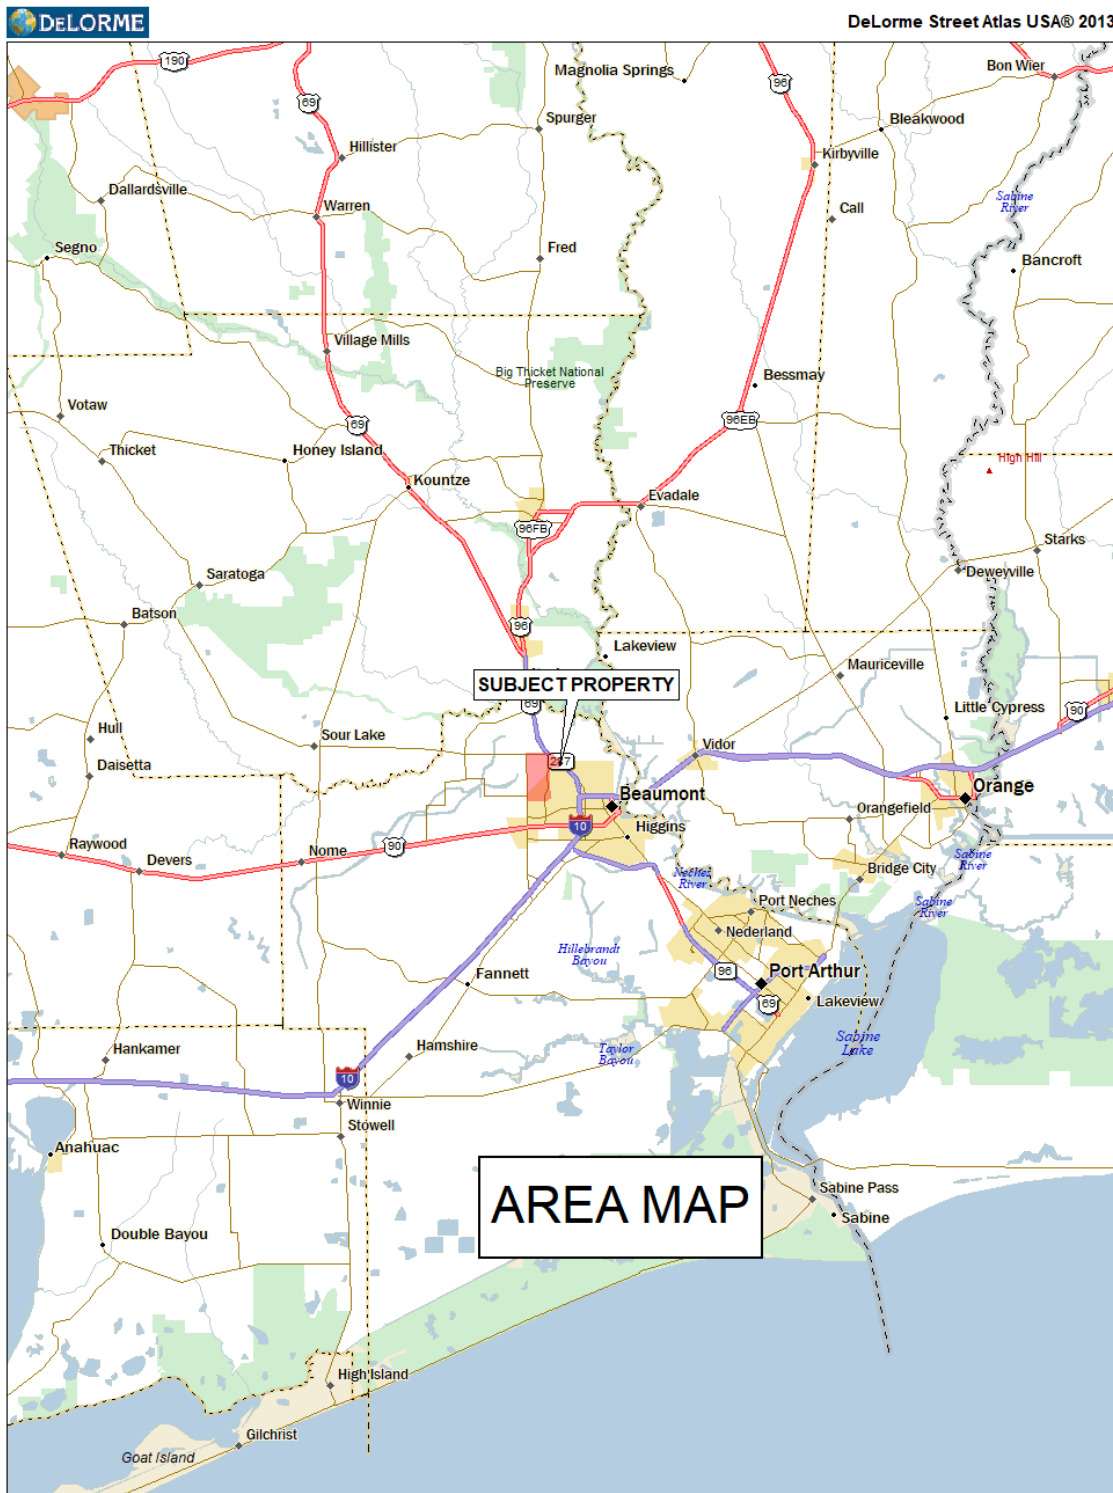 DELORME
DeLorme Street Atlas USA® 2013
190
69
Magnolia Springs
96
Bon Wier
Spurger
Bleakwood
Hillister
Kirbyville
Dallardsville
Warren
Call
Sabine
River
Segno
Fred
Bancroft
Village Mills
Big Thicket National
Preserve
Bessmay
Votaw
69
96EB
Thicket
Honey Island
High Hill
Kountze
Evadale
96FB
Starks
Saratoga
Deweyville
Batson
96
Lakeview
Mauriceville
SUBJECT PROPERTY
69
Little Cypress
90
Hull
Sour Lake
Vidor
Daisetta
287
Beaumont
Orange
Orangefield
10
Higgins
Raywood
Devers
Nome
90
Neches
River
Bridge City
Sabine
River
Port Neches
Sabine
River
Nederland
Hillebrandt
Bayou
Fannett
96
Port Arthur
69
Lakeview
Hankamer
Hamshire
Taylor
Bayou
Sabine
Lake
10
Winnie
Stowell
Anahuac
AREA MAP
Sabine Pass
Sabine
Double Bayou
High Island
Gilchrist
Goat Island